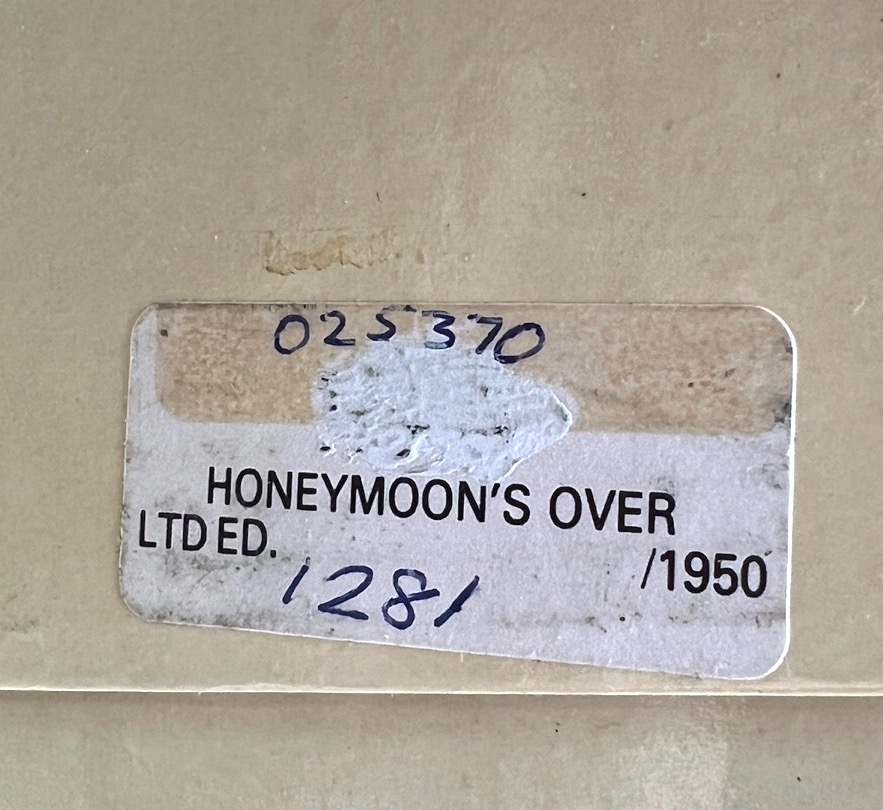 025370
HONEYMOON'S OVER
LTD ED. /1950
1281